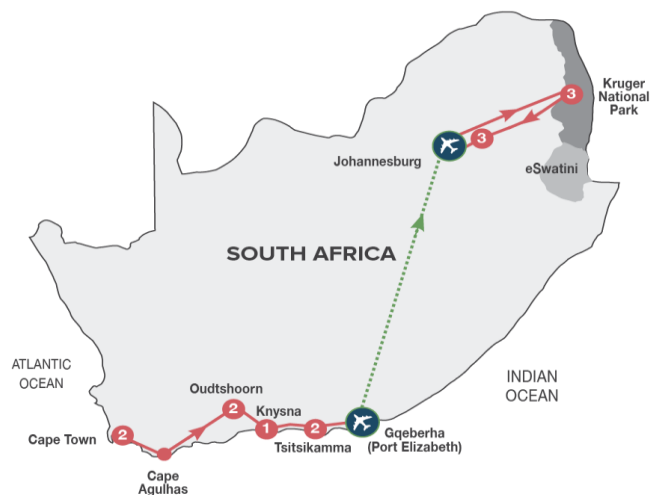 Kruger
National
Park
3
3
Johannesburg
eSwatini
SOUTH AFRICA
ATLANTIC
OCEAN
INDIAN
OCEAN
Oudtshoorn
2
Knysna
Cape Town
2
1
2
Tsitsikamma
Gqeberha
(Port Elizabeth)
Cape
Agulhas